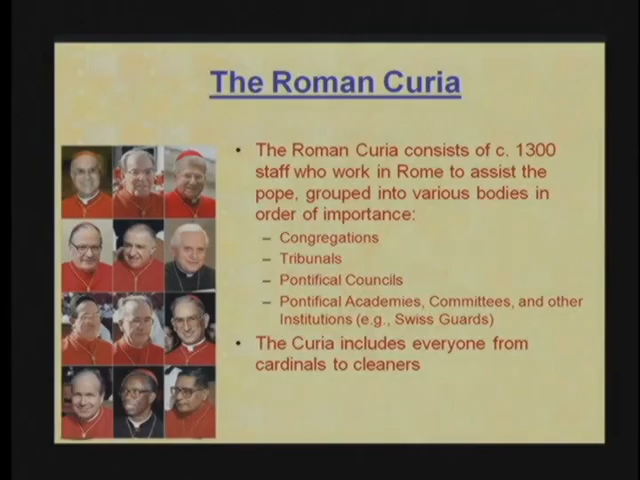 The Roman Curia
• The Roman Curia consists of c. 1300
staff who work in Rome to assist the
pope, grouped into various bodies in
order of importance:
– Congregations
– Tribunals
– Pontifical Councils
– Pontifical Academies, Committees, and other
Institutions (e.g., Swiss Guards)
• The Curia includes everyone from
cardinals to cleaners